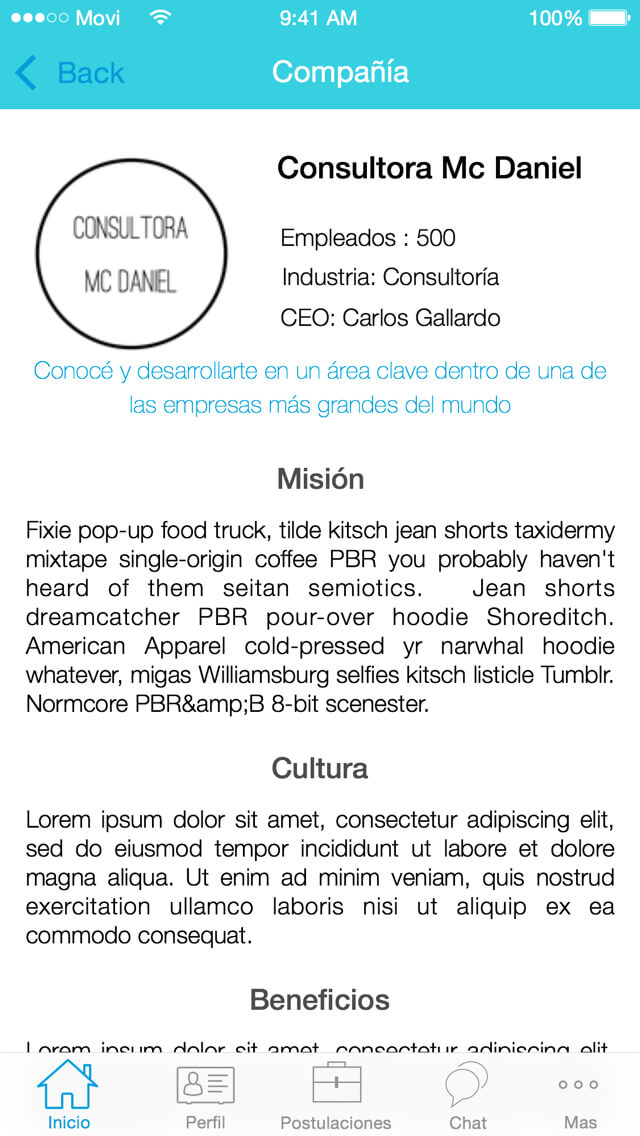 Movi 9:41 AM 100%
Back Compañía
CONSULTORA
MC DANIEL
Consultora Mc Daniel
Empleados : 500
Industria: Consultoría
CEO: Carlos Gallardo
Conocé y desarrollarte en un área clave dentro de una de
las empresas más grandes del mundo
Misión
Fixie pop-up food truck, tilde kitsch jean shorts taxidermy
mixtape single-origin coffee PBR you probably haven't
heard of them seitan semiotics. Jean shorts
dreamcatcher PBR pour-over hoodie Shoreditch.
American Apparel cold-pressed yr narwhal hoodie
whatever, migas Williamsburg selfies kitsch listicle Tumblr.
Normcore PBR&amp;B 8-bit scenester.
Cultura
Lorem ipsum dolor sit amet, consectetur adipiscing elit,
sed do eiusmod tempor incididunt ut labore et dolore
magna aliqua. Ut enim ad minim veniam, quis nostrud
exercitation ullamco laboris nisi ut aliquip ex ea
commodo consequat.
Beneficios
Lorem ipsum dolor sit amet, consectetur adipiscing elit,
Inicio Perfil Postulaciones Chat Mas